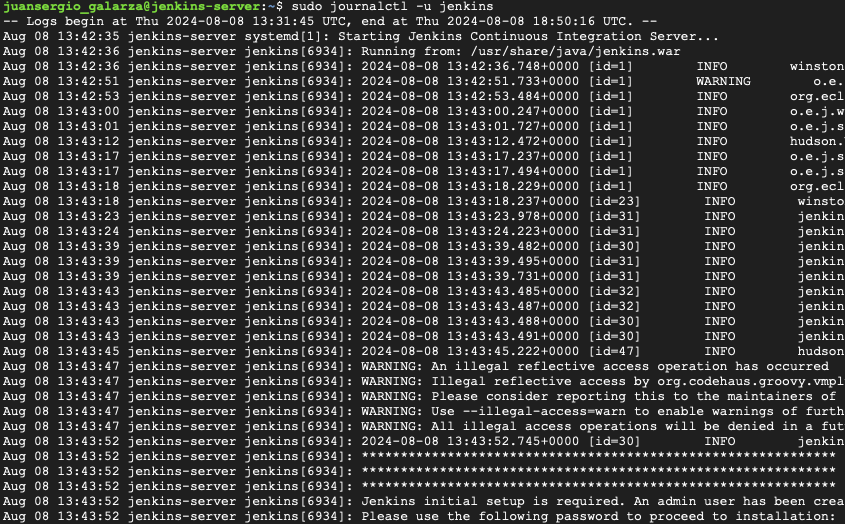 juansergio_galarza@jenkins-server:~$ sudo journalctl -u jenkins
-- Logs begin at Thu 2024-08-08 13:31:45 UTC, end at Thu 2024-08-08 18:50:16 UTC. --
Aug 08 13:42:35 jenkins-server systemd[1]: Starting Jenkins Continuous Integration Server...
Aug 08 13:42:36 jenkins-server jenkins[6934]: Running from: /usr/share/java/jenkins.war
Aug 08 13:42:36 jenkins-server jenkins[6934]: 2024-08-08 13:42:36.748+0000 [id=1] INFO winston
Aug 08 13:42:51 jenkins-server jenkins[6934]: 2024-08-08 13:42:51.733+0000 [id=1] WARNING o.e.
Aug 08 13:42:53 jenkins-server jenkins[6934]: 2024-08-08 13:42:53.484+0000 [id=1] INFO org.ecl
Aug 08 13:43:00 jenkins-server jenkins[6934]: 2024-08-08 13:43:00.247+0000 [id=1] INFO o.e.j.w
Aug 08 13:43:01 jenkins-server jenkins[6934]: 2024-08-08 13:43:01.727+0000 [id=1] INFO o.e.j.s
Aug 08 13:43:12 jenkins-server jenkins[6934]: 2024-08-08 13:43:12.472+0000 [id=1] INFO hudson.
Aug 08 13:43:17 jenkins-server jenkins[6934]: 2024-08-08 13:43:17.237+0000 [id=1] INFO o.e.j.s
Aug 08 13:43:17 jenkins-server jenkins[6934]: 2024-08-08 13:43:17.494+0000 [id=1] INFO o.e.j.s
Aug 08 13:43:18 jenkins-server jenkins[6934]: 2024-08-08 13:43:18.229+0000 [id=1] INFO org.ecl
Aug 08 13:43:18 jenkins-server jenkins[6934]: 2024-08-08 13:43:18.237+0000 [id=23] INFO winsto
Aug 08 13:43:23 jenkins-server jenkins[6934]: 2024-08-08 13:43:23.978+0000 [id=31] INFO jenkin
Aug 08 13:43:24 jenkins-server jenkins[6934]: 2024-08-08 13:43:24.223+0000 [id=31] INFO jenkin
Aug 08 13:43:39 jenkins-server jenkins[6934]: 2024-08-08 13:43:39.482+0000 [id=30] INFO jenkin
Aug 08 13:43:39 jenkins-server jenkins[6934]: 2024-08-08 13:43:39.495+0000 [id=31] INFO jenkin
Aug 08 13:43:39 jenkins-server jenkins[6934]: 2024-08-08 13:43:39.731+0000 [id=31] INFO jenkin
Aug 08 13:43:43 jenkins-server jenkins[6934]: 2024-08-08 13:43:43.485+0000 [id=32] INFO jenkin
Aug 08 13:43:43 jenkins-server jenkins[6934]: 2024-08-08 13:43:43.487+0000 [id=32] INFO jenkin
Aug 08 13:43:43 jenkins-server jenkins[6934]: 2024-08-08 13:43:43.488+0000 [id=30] INFO jenkin
Aug 08 13:43:43 jenkins-server jenkins[6934]: 2024-08-08 13:43:43.491+0000 [id=30] INFO jenkin
Aug 08 13:43:45 jenkins-server jenkins[6934]: 2024-08-08 13:43:45.222+0000 [id=47] INFO hudson
Aug 08 13:43:47 jenkins-server jenkins[6934]: WARNING: An illegal reflective access operation has occurred
Aug 08 13:43:47 jenkins-server jenkins[6934]: WARNING: Illegal reflective access by org.codehaus.groovy.vmpl
Aug 08 13:43:47 jenkins-server jenkins[6934]: WARNING: Please consider reporting this to the maintainers of
Aug 08 13:43:47 jenkins-server jenkins[6934]: WARNING: Use --illegal-access=warn to enable warnings of furth
Aug 08 13:43:47 jenkins-server jenkins[6934]: WARNING: All illegal access operations will be denied in a fut
Aug 08 13:43:52 jenkins-server jenkins[6934]: 2024-08-08 13:43:52.745+0000 [id=30] INFO jenkin
Aug 08 13:43:52 jenkins-server jenkins[6934]: *************************************************************
Aug 08 13:43:52 jenkins-server jenkins[6934]: *************************************************************
Aug 08 13:43:52 jenkins-server jenkins[6934]: *************************************************************
Aug 08 13:43:52 jenkins-server jenkins[6934]: Jenkins initial setup is required. An admin user has been crea
Aug 08 13:43:52 jenkins-server jenkins[6934]: Please use the following password to proceed to installation: